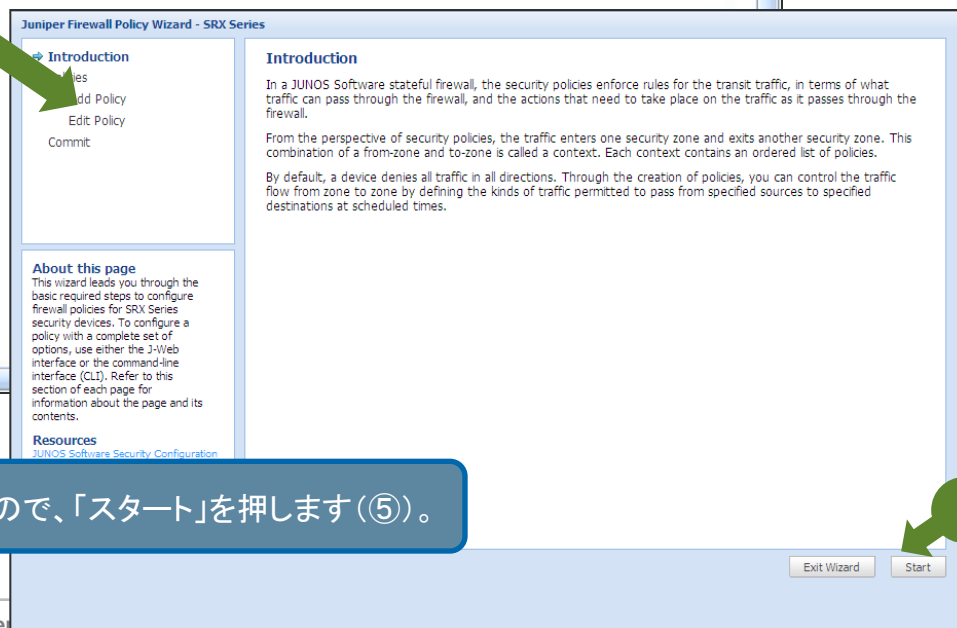 Juniper Firewall Policy Wizard - SRX Series
Introduction
Add Policy
Edit Policy
Commit
Introduction
In a JUNOS Software stateful firewall, the security policies enforce rules for the transit traffic, in terms of what
traffic can pass through the firewall, and the actions that need to take place on the traffic as it passes through the
firewall.
From the perspective of security policies, the traffic enters one security zone and exits another security zone. This
combination of a from-zone and to-zone is called a context. Each context contains an ordered list of policies.
By default, a device denies all traffic in all directions. Through the creation of policies, you can control the traffic
flow from zone to zone by defining the kinds of traffic permitted to pass from specified sources to specified
destinations at scheduled times.
About this page
This wizard leads you through the
basic required steps to configure
firewall policies for SRX Series
security devices. To configure a
policy with a complete set of
options, use either the J-Web
interface or the command-line
interface (CLI). Refer to this
section of each page for
information about the page and its
contents.
Resources
JUNOS Software Security Configuration
ので、「スタート」を押します(⑤)。
Exit Wizard
Start